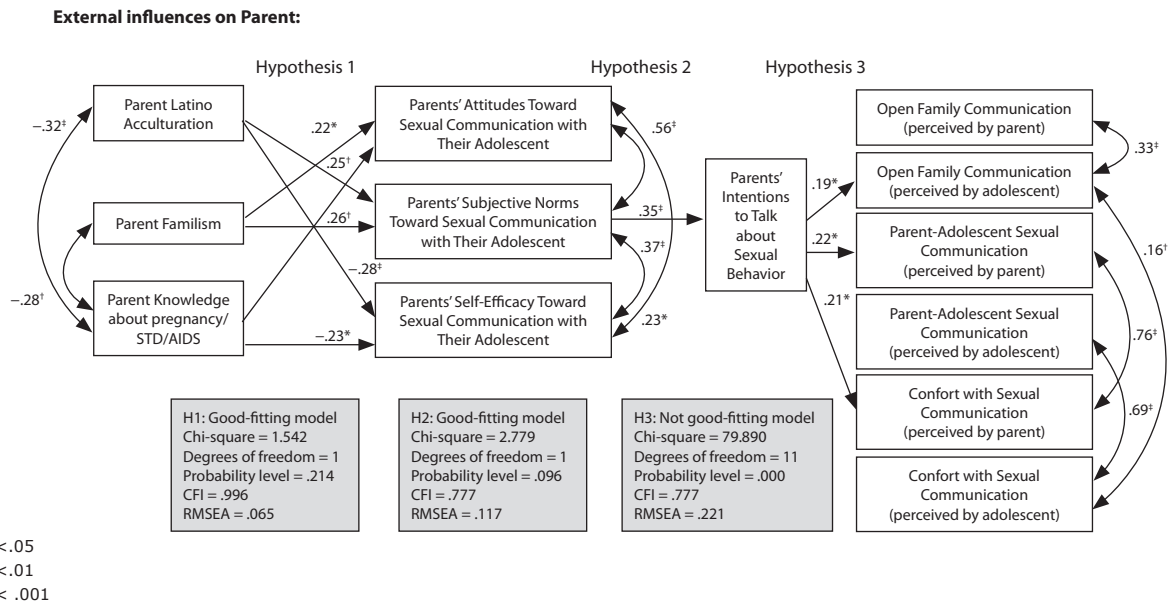 External influences on Parent:
Hypothesis 1
Hypothesis 2
Hypothesis 3
Parent Latino
Acculturation
Parent Familism
Parent Knowledge
about pregnancy/
STD/AIDS
−.32‡
−.28†
.22*
.25†
.26†
−.28‡
−.23*
Parents' Attitudes Toward
Sexual Communication with
Their Adolescent
Parents' Subjective Norms
Toward Sexual Communication
with Their Adolescent
Parents' Self-Efficacy Toward
Sexual Communication with
Their Adolescent
.56‡
.35‡
.37‡
.23*
Parents'
Intentions
to Talk
about
Sexual
Behavior
.19*
.22*
.21*
Open Family Communication
(perceived by parent)
Open Family Communication
(perceived by adolescent)
Parent-Adolescent Sexual
Communication
(perceived by parent)
Parent-Adolescent Sexual
Communication
(perceived by adolescent)
Confort with Sexual
Communication
(perceived by parent)
Confort with Sexual
Communication
(perceived by adolescent)
.33‡
.16†
.76‡
.69‡
H1: Good-fitting model
Chi-square = 1.542
Degrees of freedom = 1
Probability level = .214
CFI = .996
RMSEA = .065
H2: Good-fitting model
Chi-square = 2.779
Degrees of freedom = 1
Probability level = .096
CFI = .777
RMSEA = .117
H3: Not good-fitting model
Chi-square = 79.890
Degrees of freedom = 11
Probability level = .000
CFI = .777
RMSEA = .221
<.05
<.01
< .001